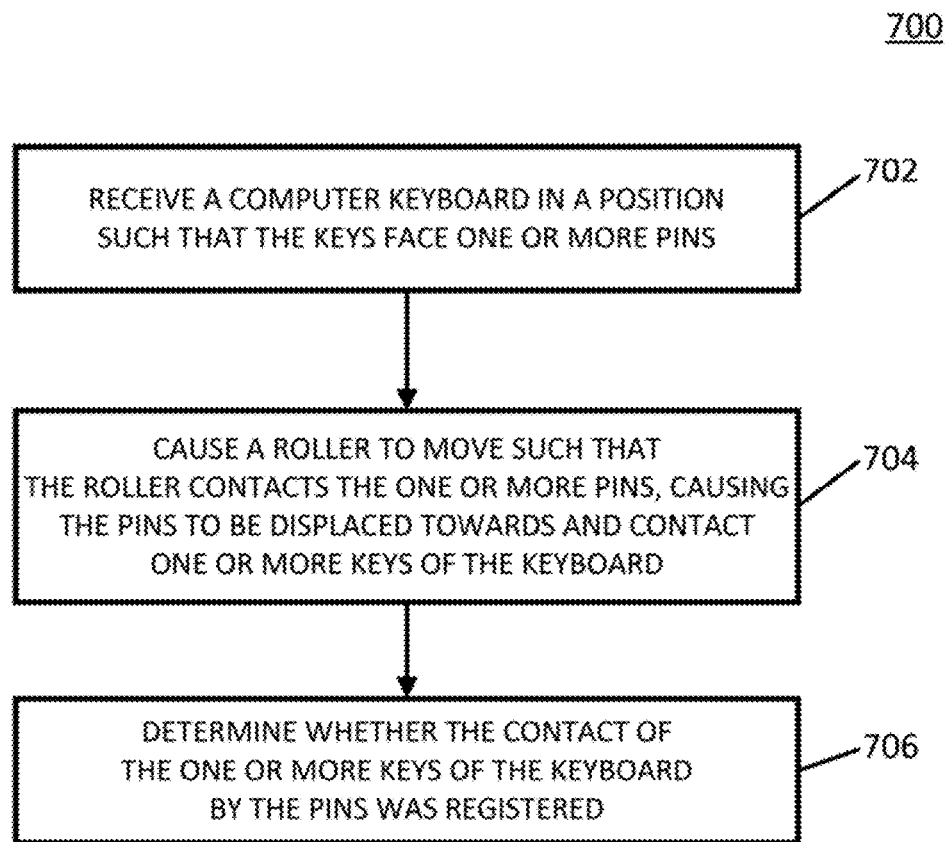 700
RECEIVE A COMPUTER KEYBOARD IN A POSITION
SUCH THAT THE KEYS FACE ONE OR MORE PINS
702
CAUSE A ROLLER TO MOVE SUCH THAT
THE ROLLER CONTACTS THE ONE OR MORE PINS, CAUSING
THE PINS TO BE DISPLACED TOWARDS AND CONTACT
ONE OR MORE KEYS OF THE KEYBOARD
704
DETERMINE WHETHER THE CONTACT OF
THE ONE OR MORE KEYS OF THE KEYBOARD
BY THE PINS WAS REGISTERED
706